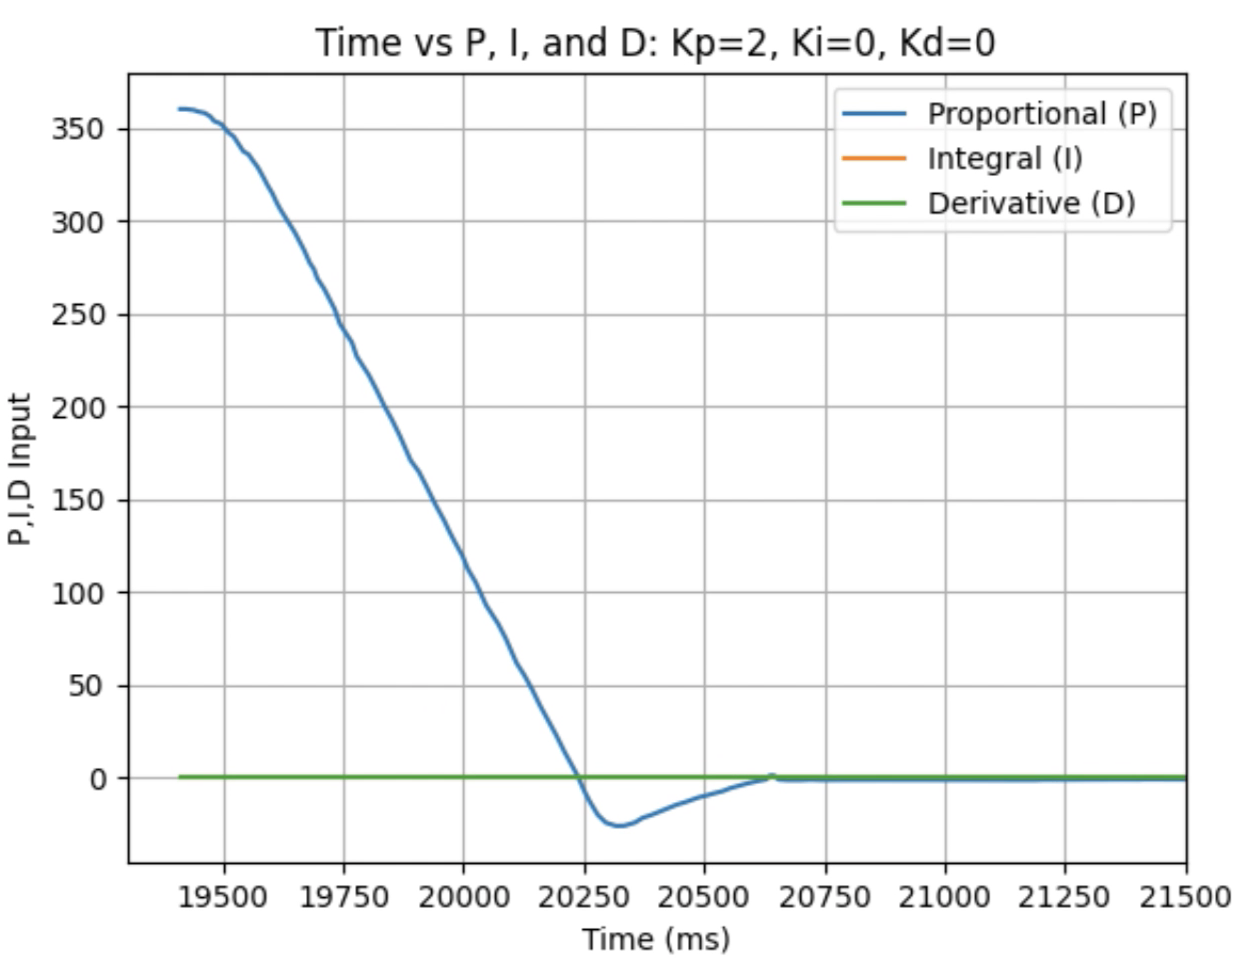 Time vs P, I, and D: Kp=2, Ki=0, Kd=0
Proportional (P)
Integral (I)
Derivative (D)
P,I,D Input
350
300
250
200
150
100
50
0
19500 19750 20000 20250 20500 20750 21000 21250 21500
Time (ms)